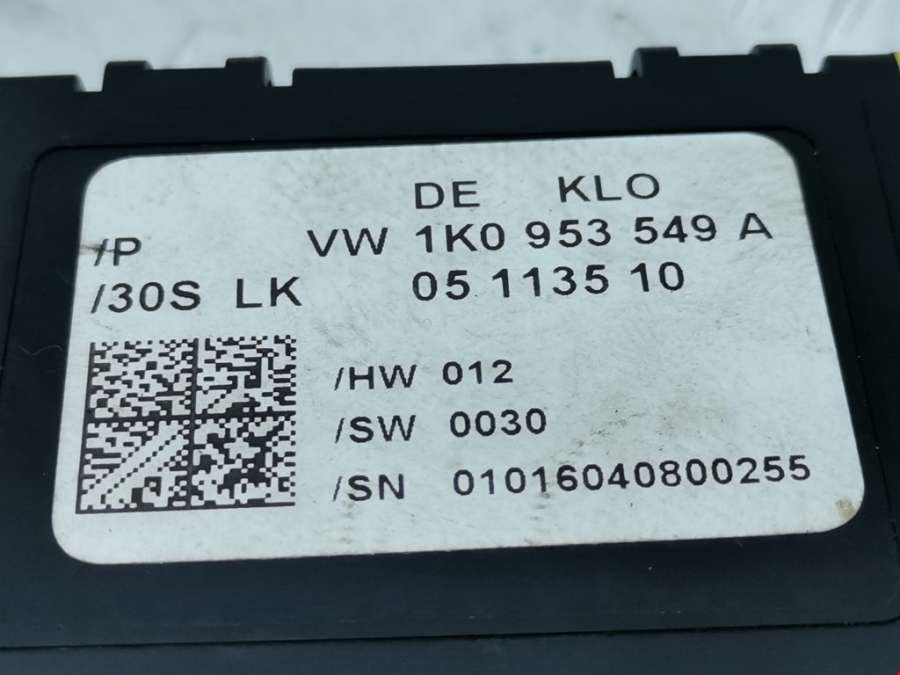 DE KLO
/P VW 1K0 953 549 A
/30S LK 05 1135 10
/HW 012
/SW 0030
/SN 01016040800255